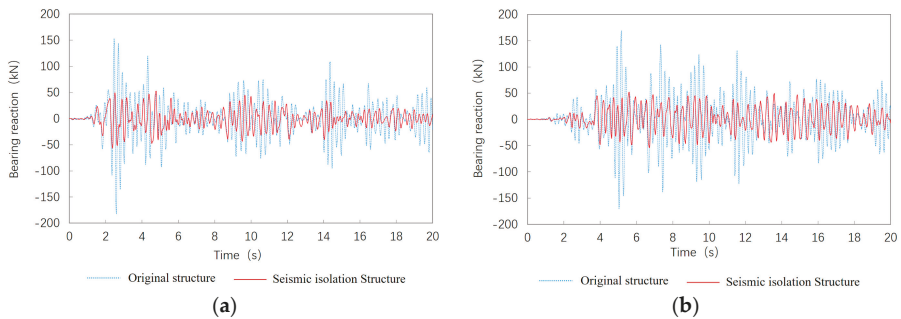 200
150
100
50
0
-50
-100
-150
-200
Bearing reaction (kN)
0 2 4 6 8 10 12 14 16 18 20
Time (s)
Original structure Seismic isolation Structure
(a)
200
150
100
50
0
-50
-100
-150
-200
Bearing reaction (kN)
0 2 4 6 8 10 12 14 16 18 20
Time (s)
Original structure Seismic isolation Structure
(b)